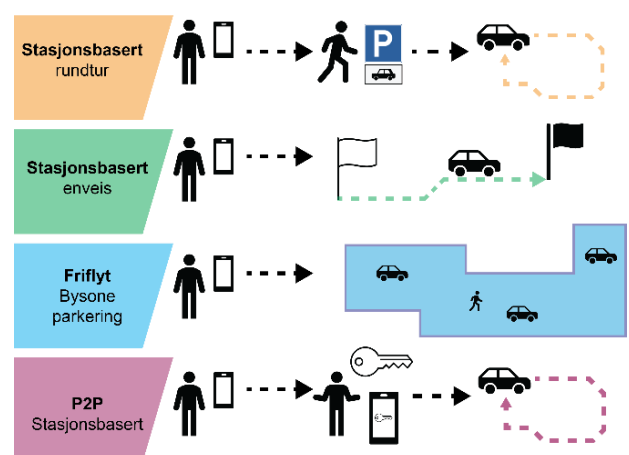 Stasjonsbasert
rundtur
P
Stasjonsbasert
enveis
Friflyt
Bysone
parkering
P2P
Stasjonsbasert